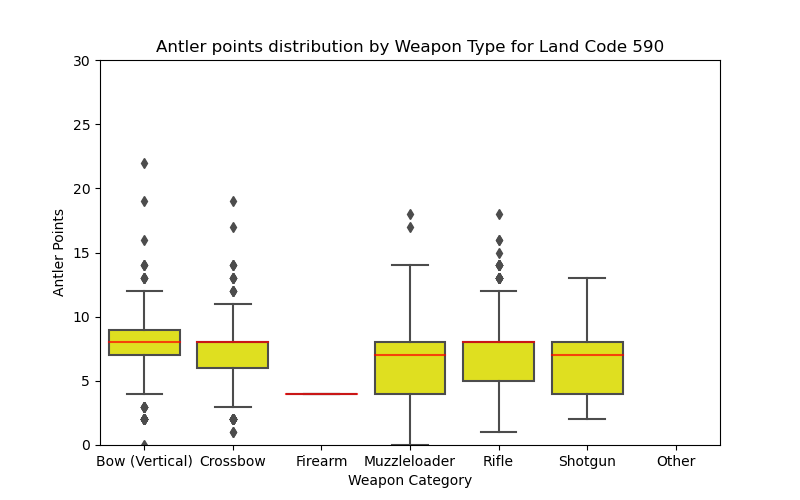 Antler points distribution by Weapon Type for Land Code 590
30
25
20
15
10
5
0
Antler Points
Bow (Vertical) Crossbow Firearm Muzzleloader Rifle Shotgun Other
Weapon Category